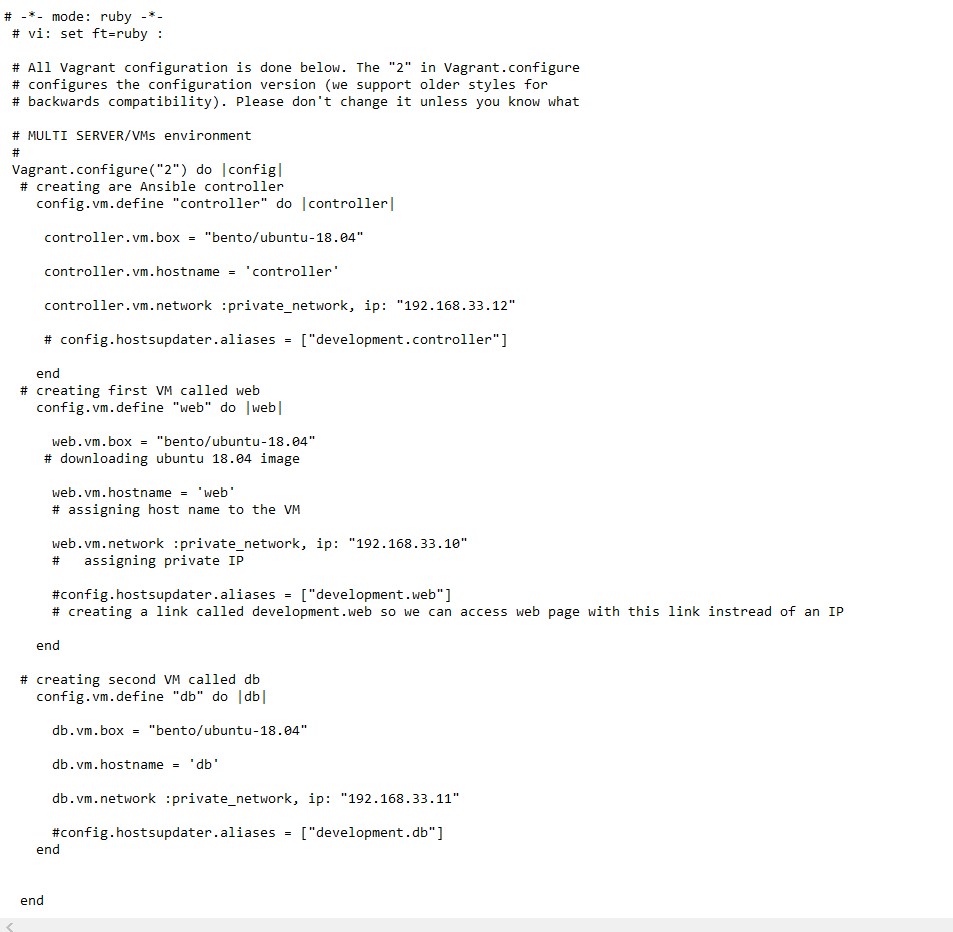 # -*- mode: ruby -*-
# vi: set ft=ruby :
# All Vagrant configuration is done below. The "2" in Vagrant.configure
# configures the configuration version (we support older styles for
# backwards compatibility). Please don't change it unless you know what
# MULTI SERVER/VMs environment
#
Vagrant.configure("2") do |config|
# creating are Ansible controller
config.vm.define "controller" do |controller|
controller.vm.box = "bento/ubuntu-18.04"
controller.vm.hostname = 'controller'
controller.vm.network :private_network, ip: "192.168.33.12"
# config.hostsupdater.aliases = ["development.controller"]
end
# creating first VM called web
config.vm.define "web" do |web|
web.vm.box = "bento/ubuntu-18.04"
# downloading ubuntu 18.04 image
web.vm.hostname = 'web'
# assigning host name to the VM
web.vm.network :private_network, ip: "192.168.33.10"
#   assigning private IP
#config.hostsupdater.aliases = ["development.web"]
# creating a link called development.web so we can access web page with this link instread of an IP
end
# creating second VM called db
config.vm.define "db" do |db|
db.vm.box = "bento/ubuntu-18.04"
db.vm.hostname = 'db'
db.vm.network :private_network, ip: "192.168.33.11"
#config.hostsupdater.aliases = ["development.db"]
end
end